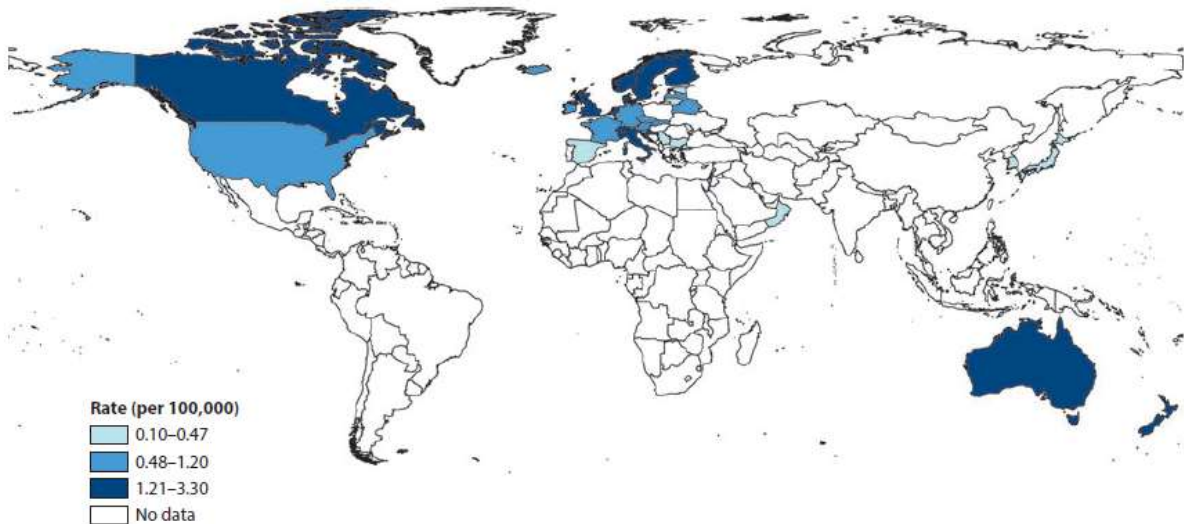 Rate (per 100,000)
0.10–0.47
0.48–1.20
1.21–3.30
No data